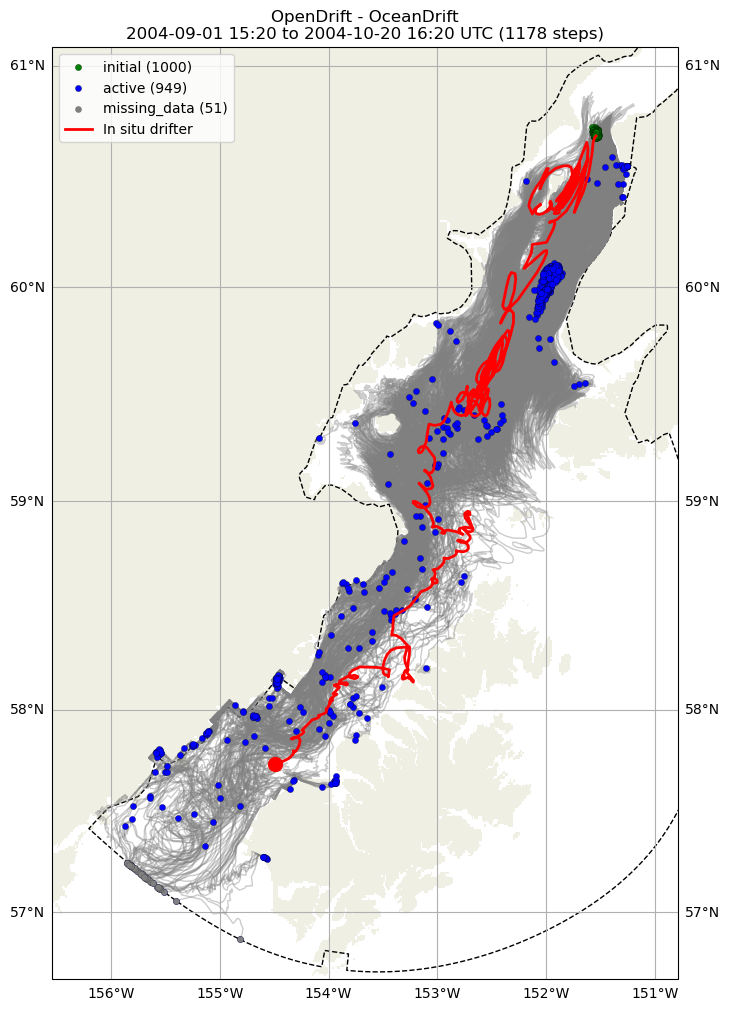 OpenDrift - OceanDrift
2004-09-01 15:20 to 2004-10-20 16:20 UTC (1178 steps)
initial (1000)
active (949)
missing_data (51)
In situ drifter
61°N
61°N
60°N
60°N
59°N
59°N
58°N
58°N
57°N
57°N
156°W
155°W
154°W
153°W
152°W
151°W